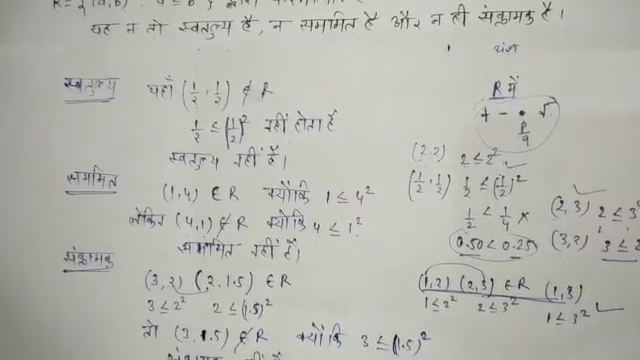 R = {(a,b) : a ≤ b²}
यह न तो स्वतुल्य है, न सममित है और न ही संक्रामक है।
स्वतुल्य यहाँ (1/2, 1/2) ∉ R
1/2 ≤ (1/2)² नहीं होता है
स्वतुल्य नहीं है।
सममित (1,4) ∈ R क्योंकि 1 ≤ 4²
लेकिन (4,1) ∉ R क्योंकि 4 ≤ 1²
सममित नहीं है।
संक्रामक
(3,2) (2,1.5) ∈ R
3 ≤ 2² 2 ≤ (1.5)²
तो (3,1.5) ∉ R क्योंकि 3 ≤ (1.5)²
R में
+ - • √
P/q
(2,2) 2 ≤ 2²
(1/2, 1/2) 1/2 ≤ (1/2)²
1/2 ≤ 1/4 ×
0.50 ≤ 0.25
(2,3) 2 ≤ 3²
(3,2) 3 ≤ 2
(1,2) (2,3) ∈ R (1,3)
1 ≤ 2² 2 ≤ 3² 1 ≤ 3²